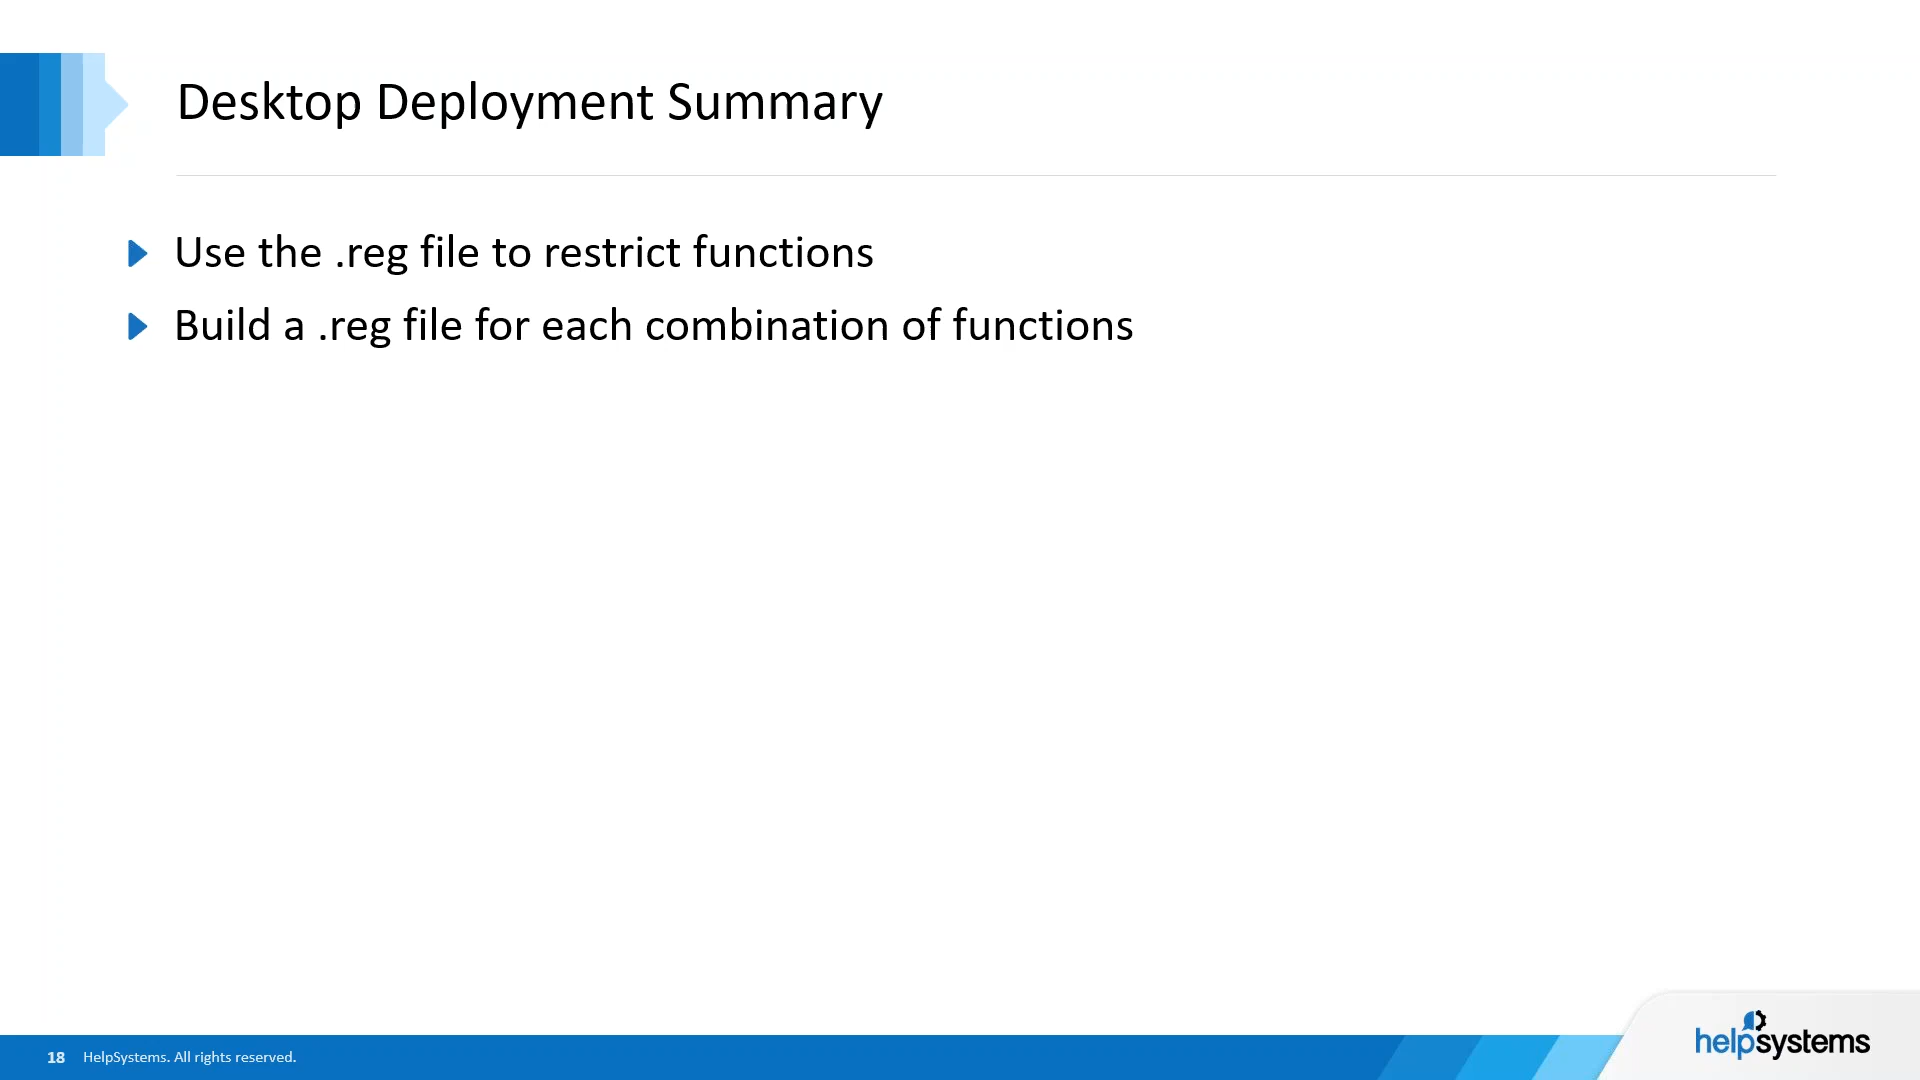 Desktop Deployment Summary
Use the .reg file to restrict functions
Build a .reg file for each combination of functions
18 HelpSystems. All rights reserved.
helpsystems